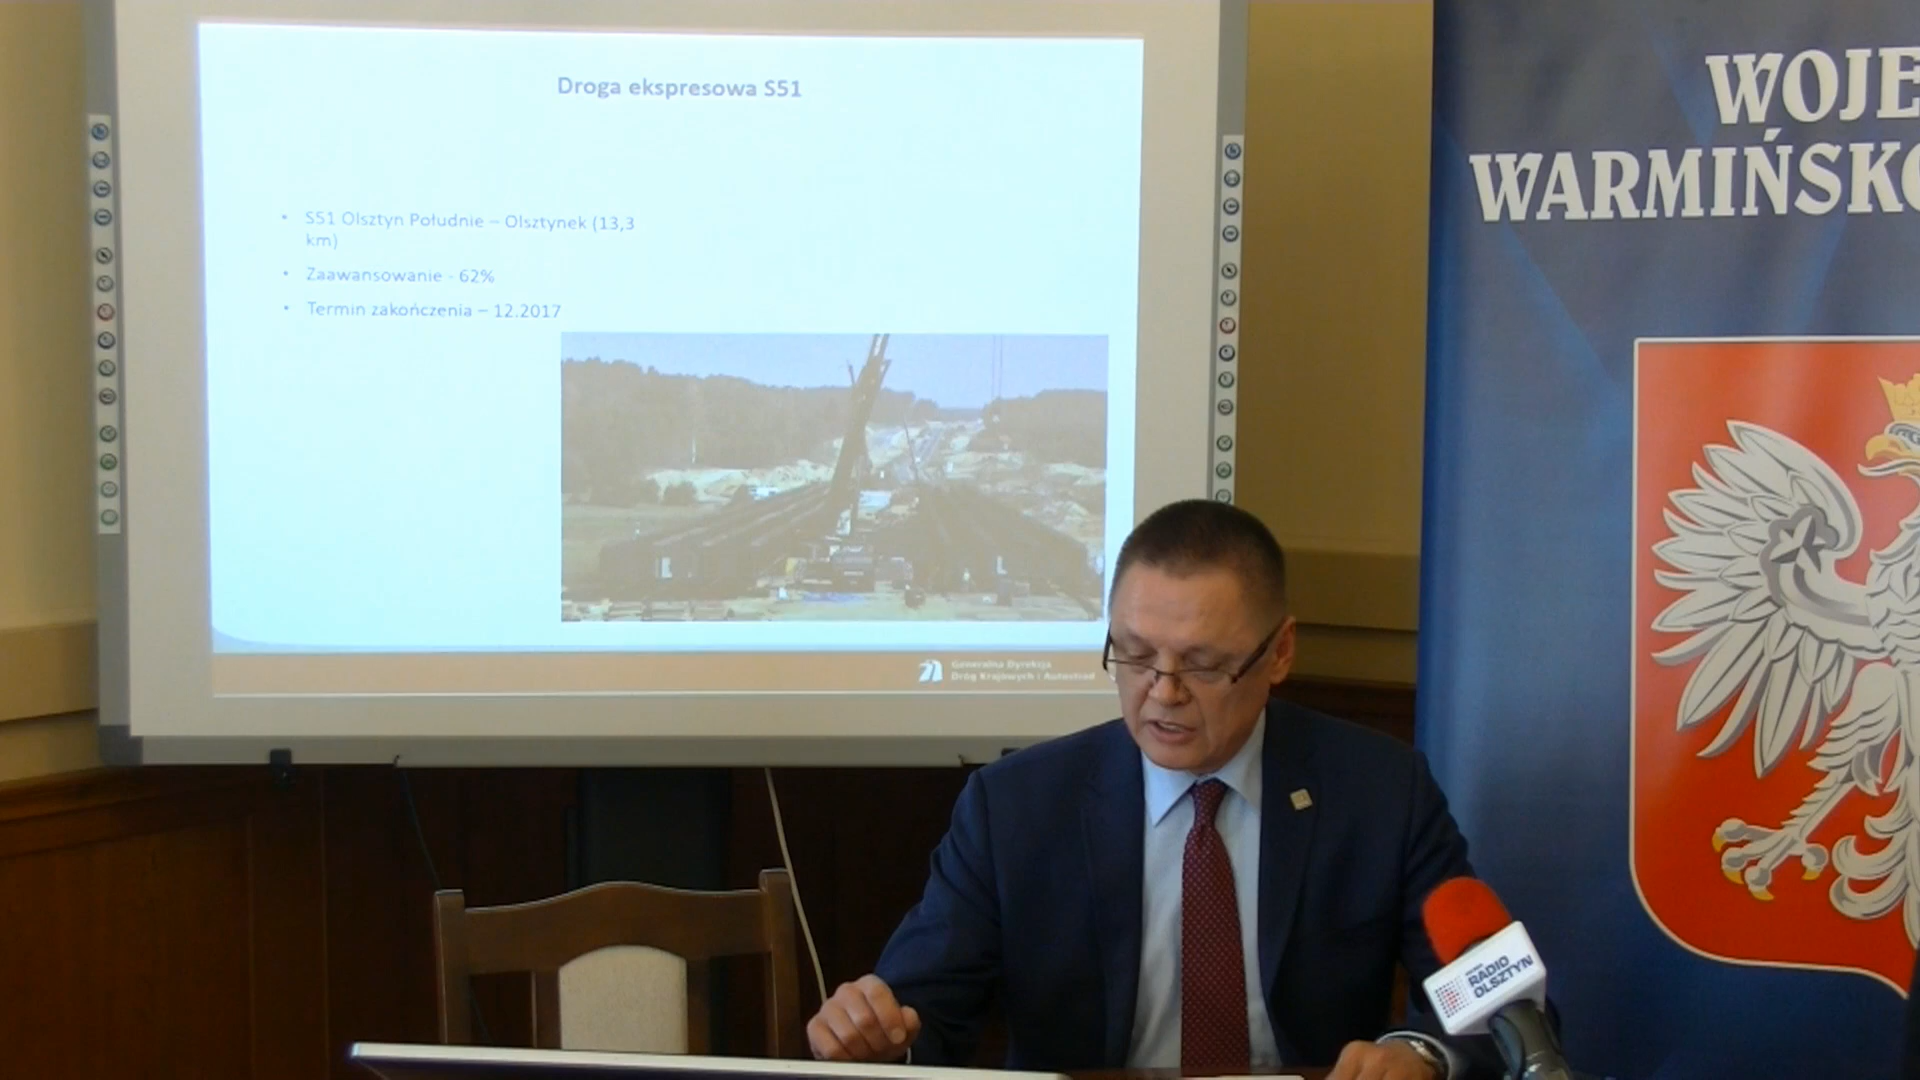 Droga ekspresowa S51
• S51 Olsztyn Południe – Olsztynek (13,3
km)
• Zaawansowanie - 62%
• Termin zakończenia – 12.2017
Generalna Dyrekcja
Dróg Krajowych i Autostrad
WOJE
WARMIŃSKO
RADIO
OLSZTYN